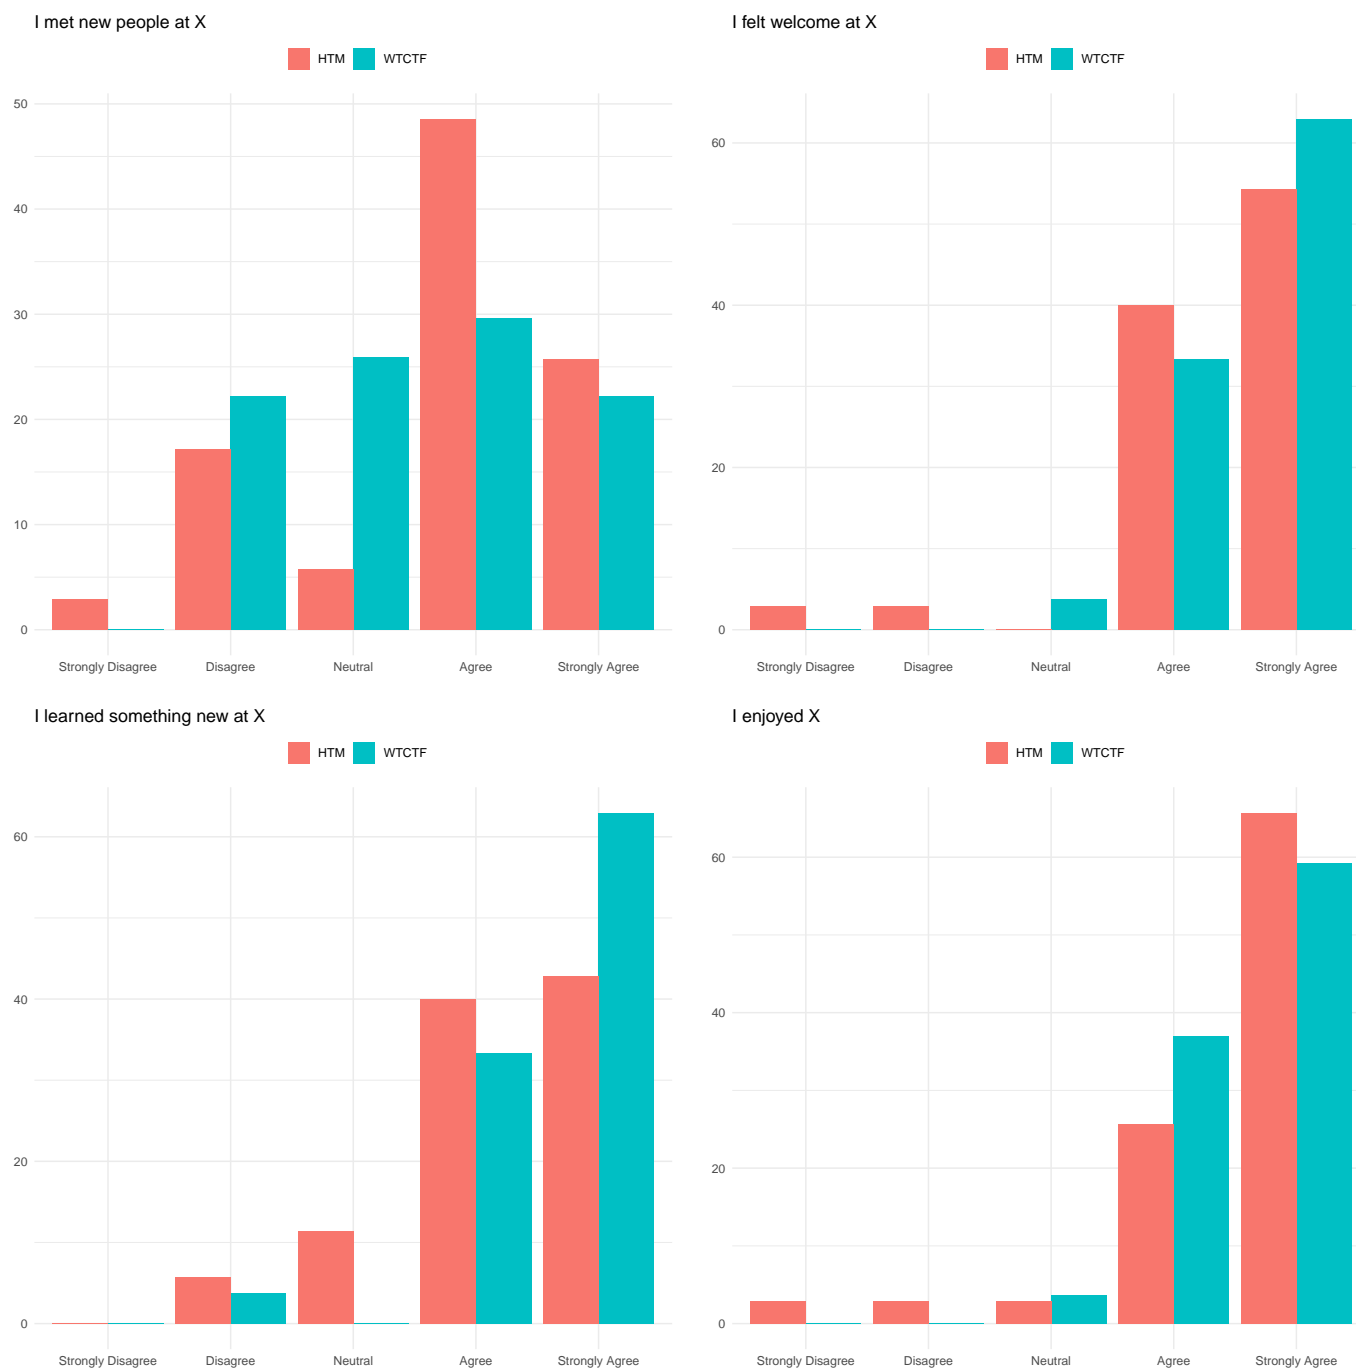 I met new people at X
HTM WTCTF
50
40
30
20
10
0
Strongly Disagree Disagree Neutral Agree Strongly Agree
I felt welcome at X
HTM WTCTF
60
40
20
0
Strongly Disagree Disagree Neutral Agree Strongly Agree
I learned something new at X
HTM WTCTF
60
40
20
0
Strongly Disagree Disagree Neutral Agree Strongly Agree
I enjoyed X
HTM WTCTF
60
40
20
0
Strongly Disagree Disagree Neutral Agree Strongly Agree